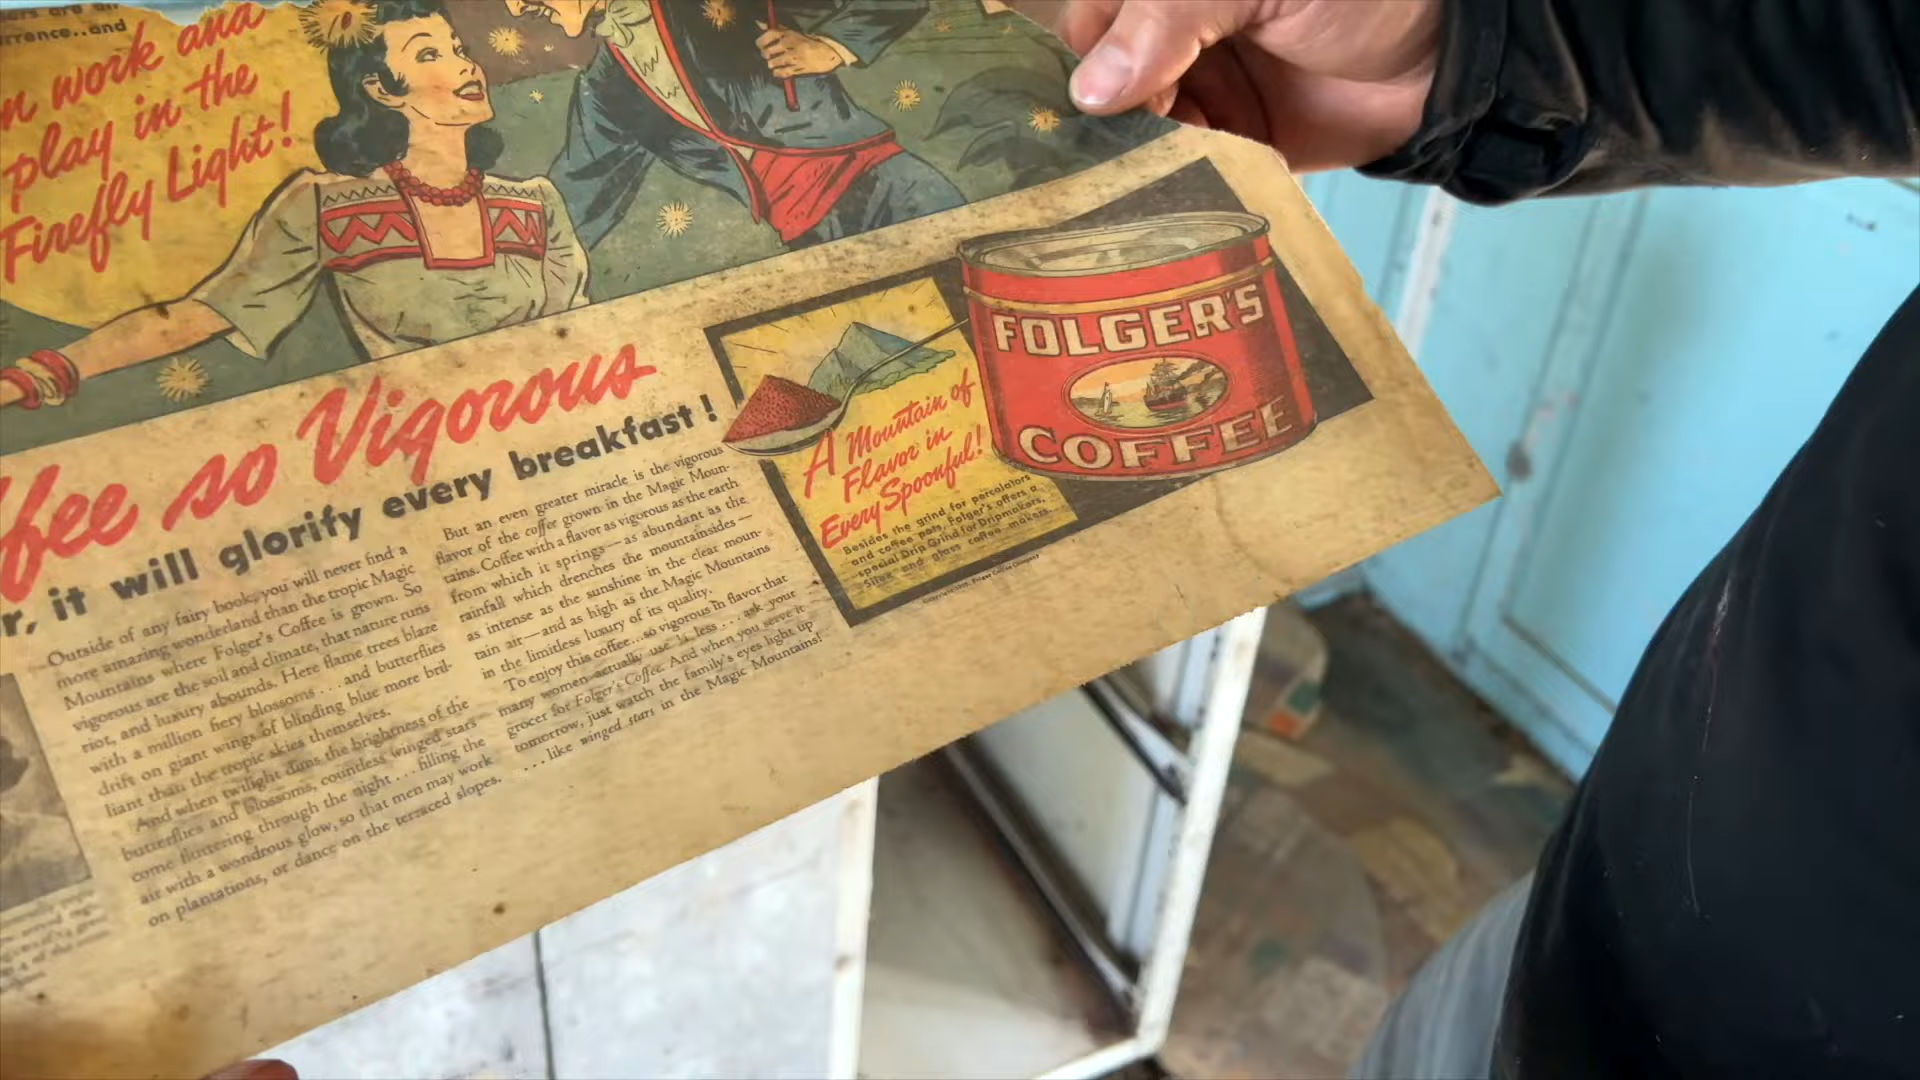 rrence..and
n work and
play in the
Firefly Light!
ffee so Vigorous
r, it will glorify every breakfast!
Outside of any fairy book, you will never find a
more amazing wonderland than the tropic Magic
Mountains where Folger's Coffee is grown. So
vigorous are the soil and climate, that nature runs
riot, and luxury abounds. Here flame trees blaze
with a million fiery blossoms . . . and butterflies
drift on giant wings of blinding blue more bril-
liant than the tropic skies themselves.
And when twilight dims the brightness of the
butterflies and blossoms, countless winged stars
come fluttering through the night . . . filling the
air with a wondrous glow, so that men may work
on plantations, or dance on the terraced slopes.
But an even greater miracle is the vigorous
flavor of the coffee grown in the Magic Moun-
tains. Coffee with a flavor as vigorous as the earth
from which it springs—as abundant as the
rainfall which drenches the mountainsides—
as intense as the sunshine in the clear moun-
tain air—and as high as the Magic Mountains
in the limitless luxury of its quality.
To enjoy this coffee...so vigorous in flavor that
many women actually use ¼ less . . . ask your
grocer for Folger's Coffee. And when you serve it
tomorrow, just watch the family's eyes light up
. . . like winged stars in the Magic Mountains!
A Mountain of
Flavor in
Every Spoonful!
Besides the grind for percolators
and coffee pots, Folger's offers a
special Drip Grind for Dripmakers,
Silex and glass coffee makers.
FOLGER'S
COFFEE